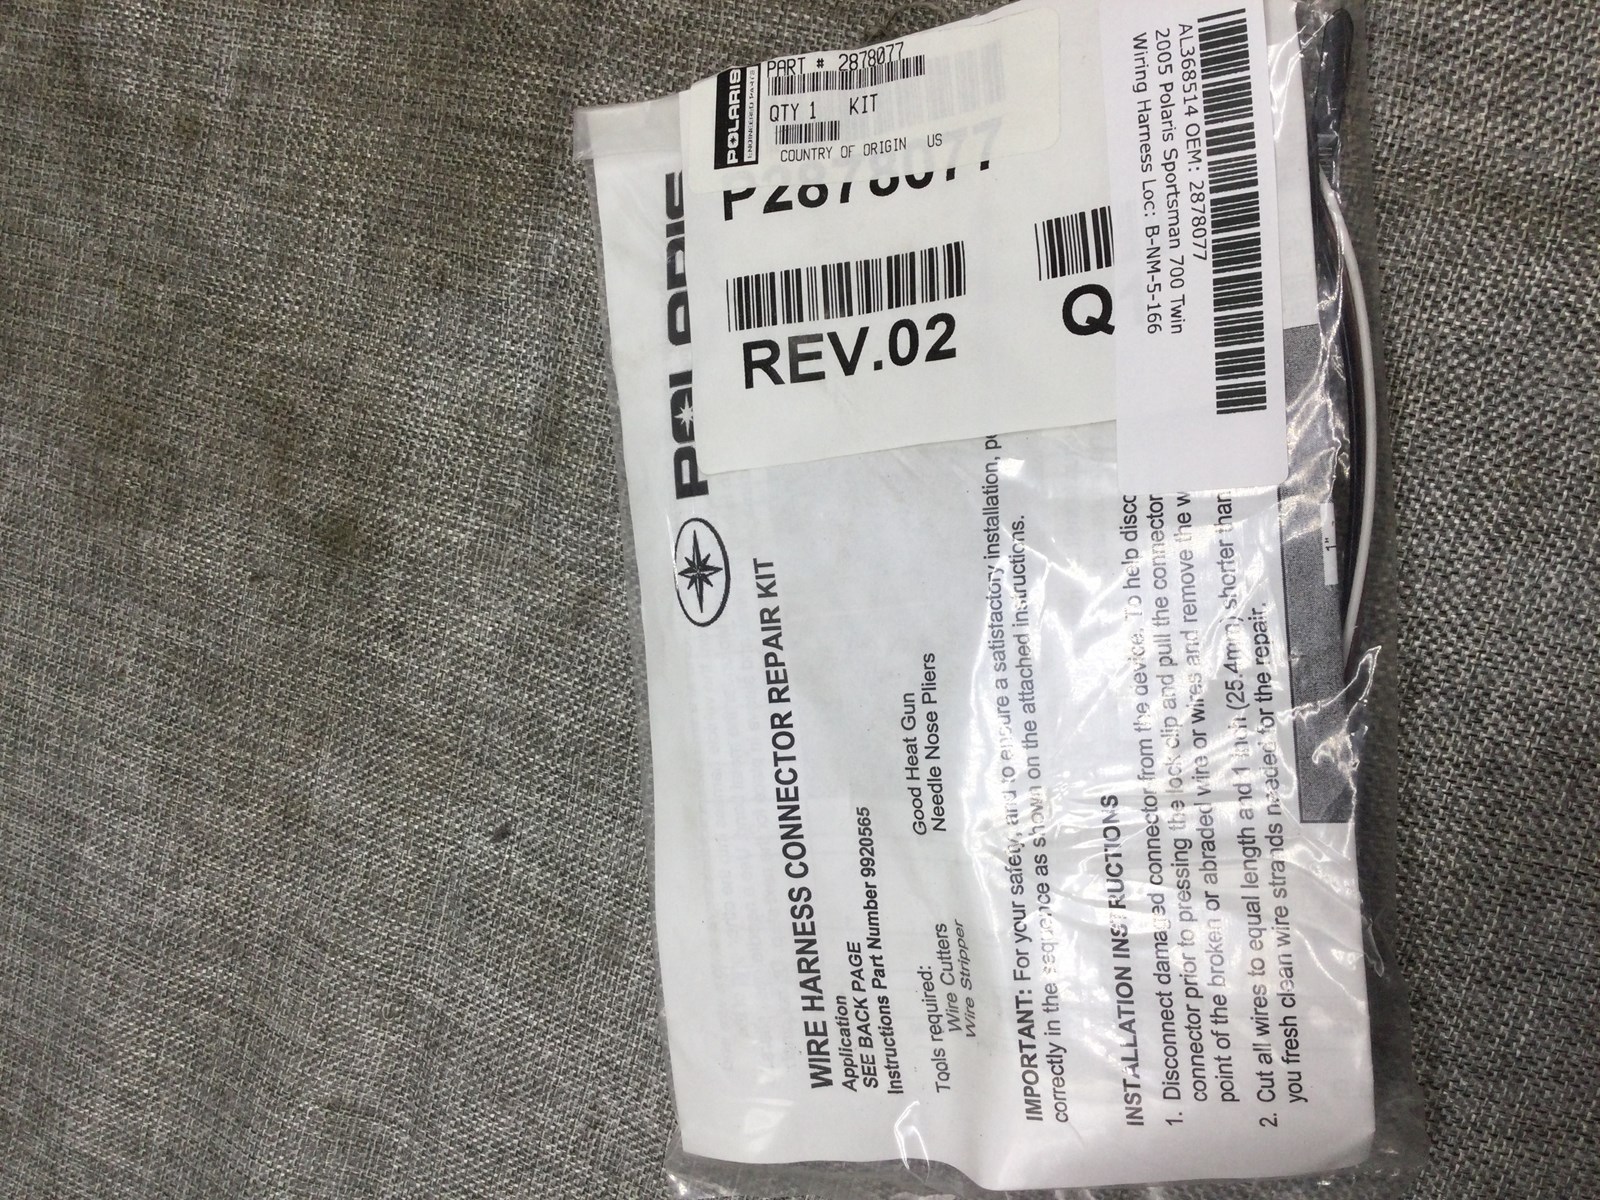 POLARIS
ENGINEERED PARTS
PART # 2878077
QTY 1 KIT
COUNTRY OF ORIGIN US
P2878077
REV.02
Q
AL368514 OEM: 2878077
2005 Polaris Sportsman 700 Twin
Wiring Harness Loc: B-NM-5-166
POLARIS
WIRE HARNESS CONNECTOR REPAIR KIT
Application
SEE BACK PAGE
Instructions Part Number 9920565
Tools required:
Wire Cutters Good Heat Gun
Wire Stripper Needle Nose Pliers
IMPORTANT: For your safety, and to ensure a satisfactory installation,
correctly in the sequence as shown on the attached instructions.
INSTALLATION INSTRUCTIONS
1. Disconnect damaged connector from the device. To help
connector prior to pressing the lock clip and pull the connector
point of the broken or abraded wire or wires and remove the
2. Cut all wires to equal length and 1 inch (25.4mm) shorter than
you fresh clean wire strands needed for the repair.
1"